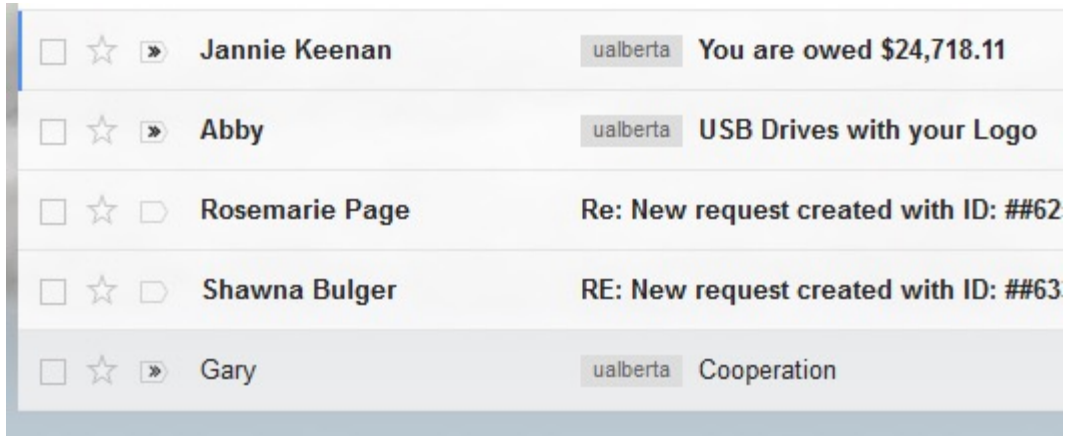 Jannie Keenan ualberta You are owed $24,718.11
Abby ualberta USB Drives with your Logo
Rosemarie Page Re: New request created with ID: ##62
Shawna Bulger RE: New request created with ID: ##63
Gary ualberta Cooperation